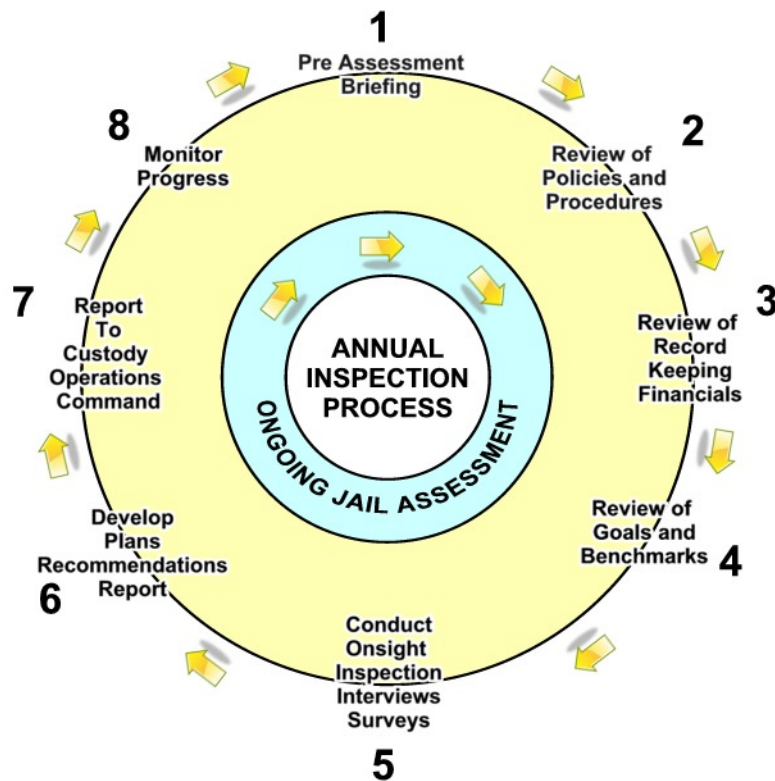 1
Pre Assessment
Briefing
2
Review of
Policies and
Procedures
3
Review of
Record
Keeping
Financials
4
Review of
Goals and
Benchmarks
5
Conduct
Onsight
Inspection
Interviews
Surveys
6
Develop
Plans
Recommendations
Report
7
Report
To
Custody
Operations
Command
8
Monitor
Progress
ANNUAL
INSPECTION
PROCESS
ONGOING JAIL ASSESSMENT